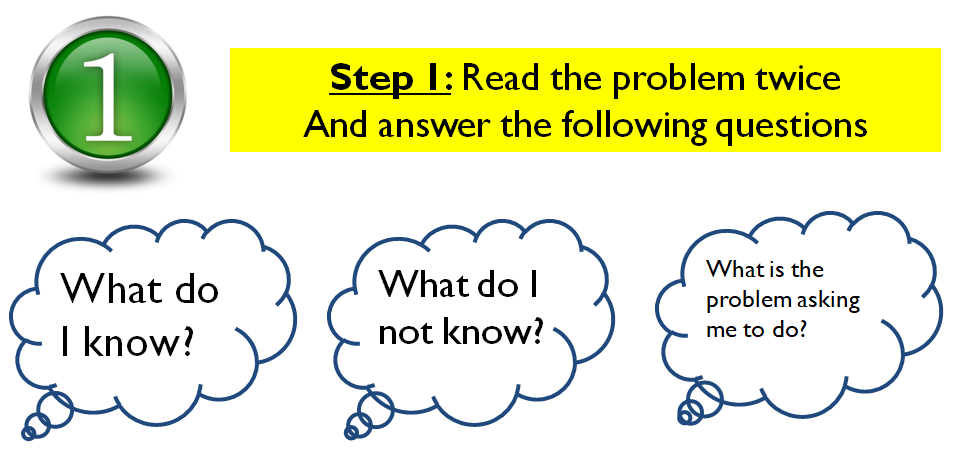 1
Step 1: Read the problem twice
And answer the following questions
What do
I know?
What do I
not know?
What is the
problem asking
me to do?